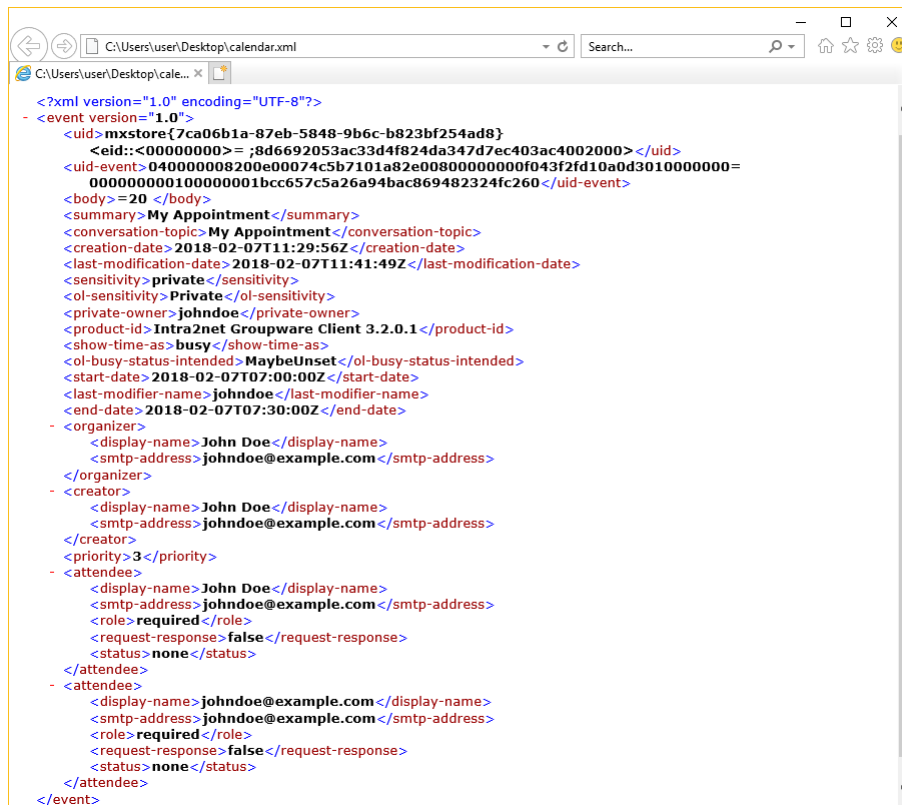 C:\Users\user\Desktop\calendar.xml
Search...
C:\Users\user\Desktop\cale...
<?xml version="1.0" encoding="UTF-8"?>
- <event version="1.0">
<uid>mxstore{7ca06b1a-87eb-5848-9b6c-b823bf254ad8}
<eid::<00000000>= ;8d6692053ac33d4f824da347d7ec403ac4002000></uid>
<uid-event>040000008200e00074c5b7101a82e00800000000f043f2fd10a0d3010000000=
000000000100000001bcc657c5a26a94bac869482324fc260</uid-event>
<body>=20 </body>
<summary>My Appointment</summary>
<conversation-topic>My Appointment</conversation-topic>
<creation-date>2018-02-07T11:29:56Z</creation-date>
<last-modification-date>2018-02-07T11:41:49Z</last-modification-date>
<sensitivity>private</sensitivity>
<ol-sensitivity>Private</ol-sensitivity>
<private-owner>johndoe</private-owner>
<product-id>Intra2net Groupware Client 3.2.0.1</product-id>
<show-time-as>busy</show-time-as>
<ol-busy-status-intended>MaybeUnset</ol-busy-status-intended>
<start-date>2018-02-07T07:00:00Z</start-date>
<last-modifier-name>johndoe</last-modifier-name>
<end-date>2018-02-07T07:30:00Z</end-date>
- <organizer>
<display-name>John Doe</display-name>
<smtp-address>johndoe@example.com</smtp-address>
</organizer>
- <creator>
<display-name>John Doe</display-name>
<smtp-address>johndoe@example.com</smtp-address>
</creator>
<priority>3</priority>
- <attendee>
<display-name>John Doe</display-name>
<smtp-address>johndoe@example.com</smtp-address>
<role>required</role>
<request-response>false</request-response>
<status>none</status>
</attendee>
- <attendee>
<display-name>johndoe@example.com</display-name>
<smtp-address>johndoe@example.com</smtp-address>
<role>required</role>
<request-response>false</request-response>
<status>none</status>
</attendee>
</event>